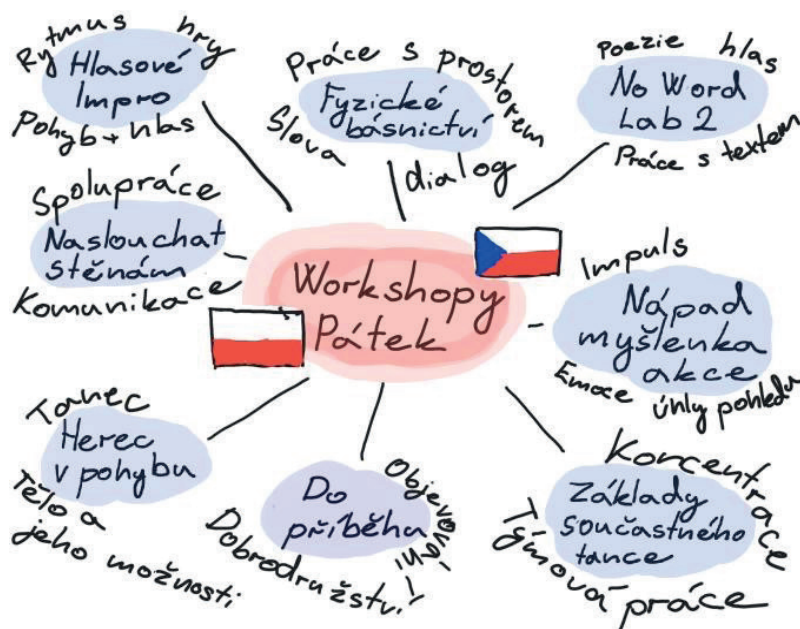 Rytmus hry
Hlasové
Impro
Pohyb + hlas
Práce s prostorem
Fyzické
básnictví
Slova
dialog
Poezie hlas
No Word
Lab 2
Práce s textem
Spolupráce
Naslouchat
stěnám
Komunikace
Workshopy
Pátek
Impuls
Nápad
myšlenka
akce
Emoce úhly pohledu
Tanec
Herec
v pohybu
Tělo a
jeho možnosti
Objevování
Do
příběhu
Dobrodružství
Koncentrace
Základy
součastného
tance
Týmová práce